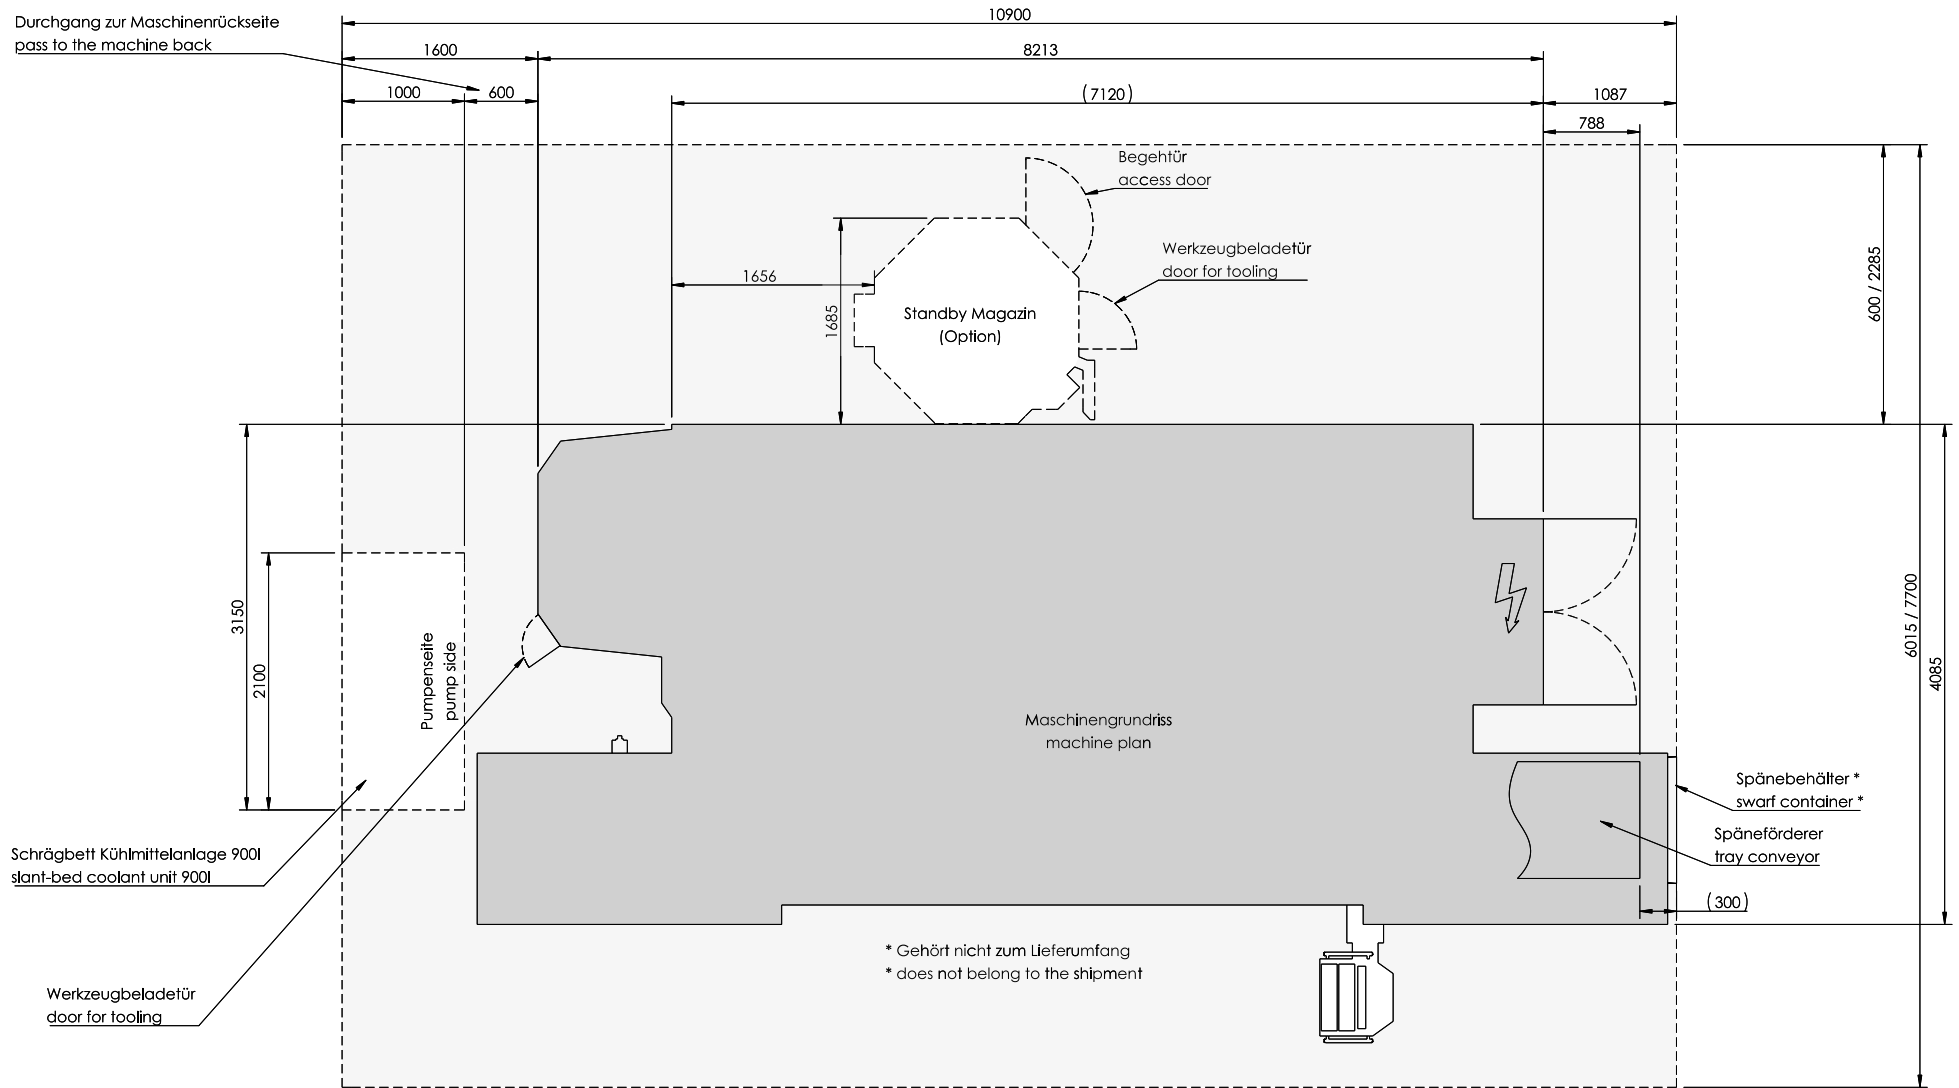 Durchgang zur Maschinenrückseite
pass to the machine back
10900
1600
8213
1000
600
(7120)
1087
788
Begehtür
access door
Werkzeugbeladetür
door for tooling
600 / 2285
1656
1685
Standby Magazin
(Option)
3150
2100
Pumpenseite
pump side
6015 / 7700
4085
Maschinengrundriss
machine plan
Spänebehälter *
swarf container *
Späneförderer
tray conveyor
(300)
Schrägbett Kühlmittelanlage 900l
slant-bed coolant unit 900l
* Gehört nicht zum Lieferumfang
* does not belong to the shipment
Werkzeugbeladetür
door for tooling